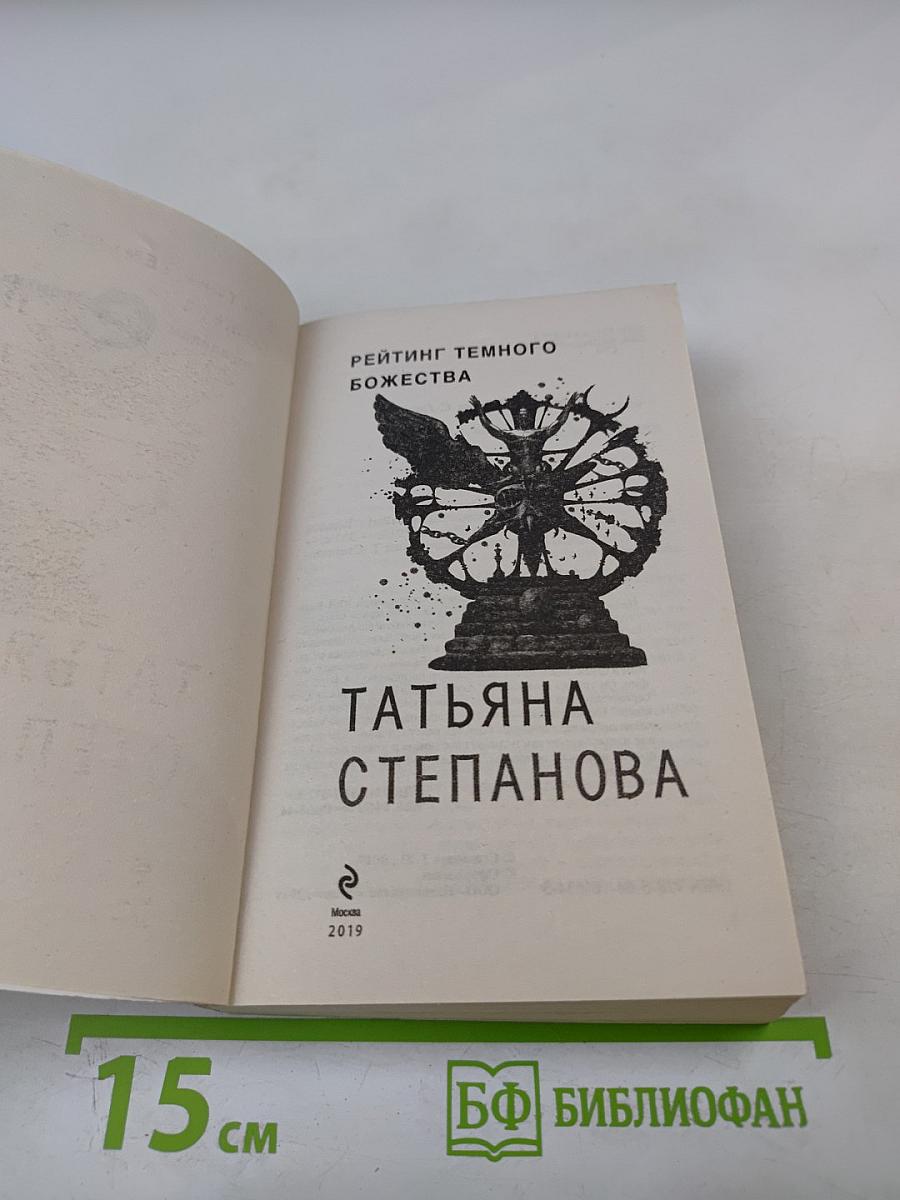 РЕЙТИНГ ТЕМНОГО
БОЖЕСТВА
ТАТЬЯНА
СТЕПАНОВА
Москва
2019
15 см
БФ БИБЛИОФАН